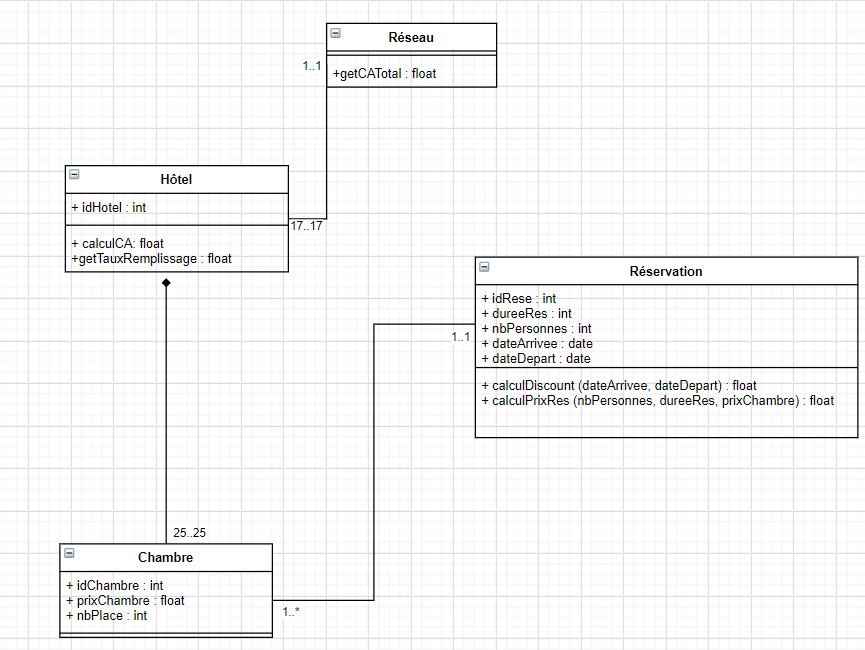 Réseau
1..1
+getCATotal : float
Hôtel
+ idHotel : int
17..17
+ calculCA: float
+getTauxRemplissage : float
Réservation
+ idRese : int
+ dureeRes : int
+ nbPersonnes : int
1..1
+ dateArrivee : date
+ dateDepart : date
+ calculDiscount (dateArrivee, dateDepart) : float
+ calculPrixRes (nbPersonnes, dureeRes, prixChambre) : float
25..25
Chambre
+ idChambre : int
+ prixChambre : float
+ nbPlace : int
1..*